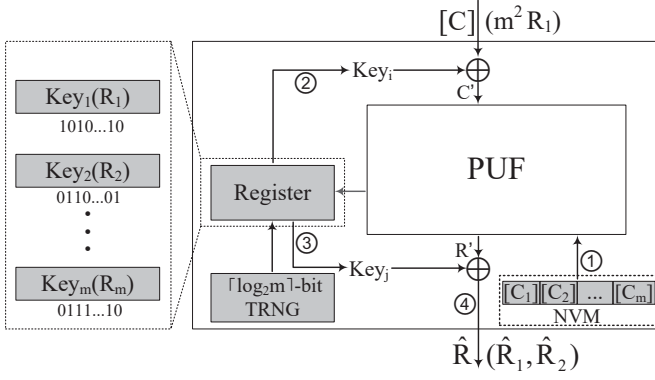 [C] (m² R₁)
② Keyᵢ
C'
Key₁(R₁)
1010...10
Key₂(R₂)
0110...01
Keyₘ(Rₘ)
0111...10
PUF
Register
③ Keyⱼ
R'
①
⌈log₂m⌉-bit
TRNG
④
[C₁] [C₂] ... [Cₘ]
NVM
R̂ (R̂₁, R̂₂)